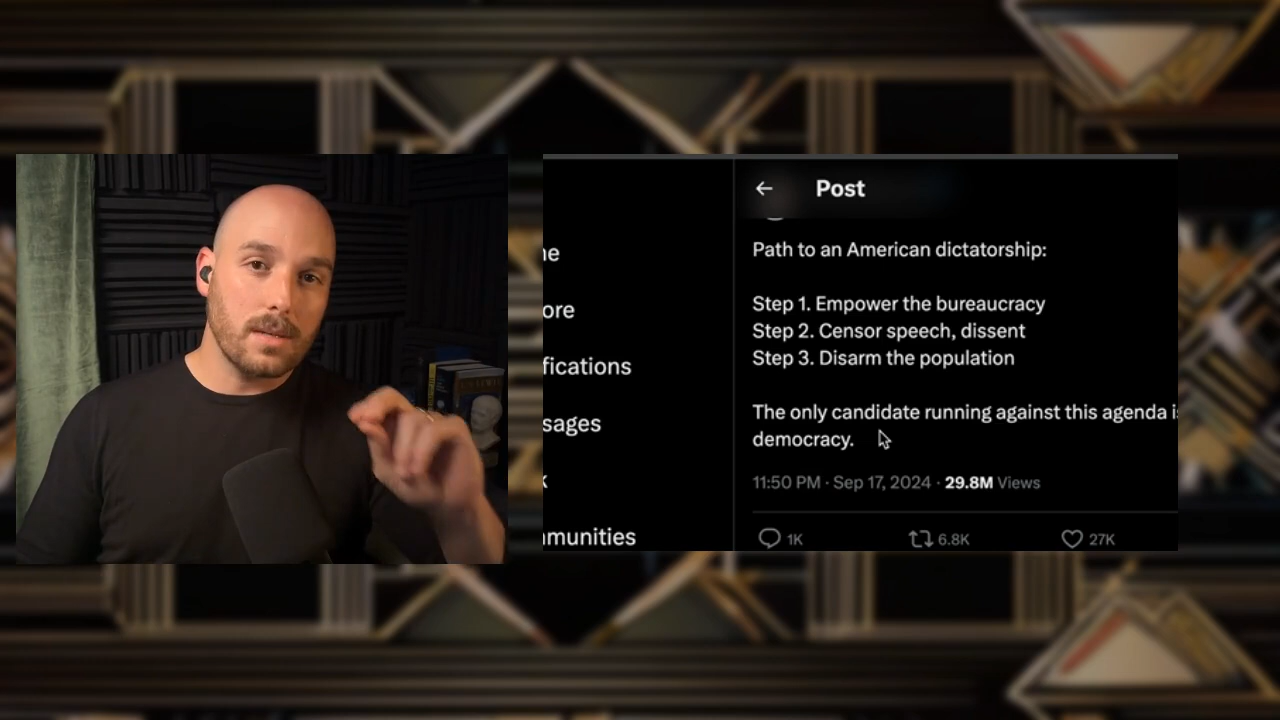 Post
ne
ore
fications
sages
k
munities
Path to an American dictatorship:
Step 1. Empower the bureaucracy
Step 2. Censor speech, dissent
Step 3. Disarm the population
The only candidate running against this agenda i
democracy.
11:50 PM · Sep 17, 2024 · 29.8M Views
1K 6.8K 27K